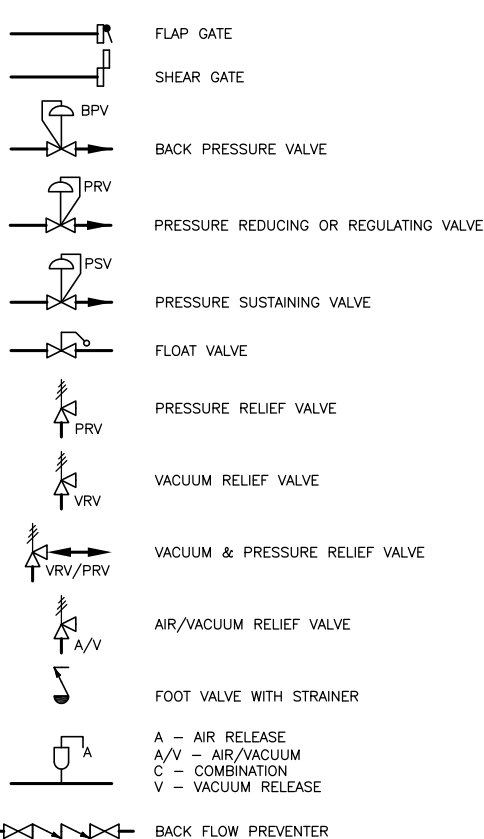 FLAP GATE
SHEAR GATE
BPV
BACK PRESSURE VALVE
PRV
PRESSURE REDUCING OR REGULATING VALVE
PSV
PRESSURE SUSTAINING VALVE
FLOAT VALVE
PRESSURE RELIEF VALVE
PRV
VACUUM RELIEF VALVE
VRV
VACUUM & PRESSURE RELIEF VALVE
VRV/PRV
AIR/VACUUM RELIEF VALVE
A/V
FOOT VALVE WITH STRAINER
A – AIR RELEASE
A
A/V – AIR/VACUUM
C – COMBINATION
V – VACUUM RELEASE
BACK FLOW PREVENTER